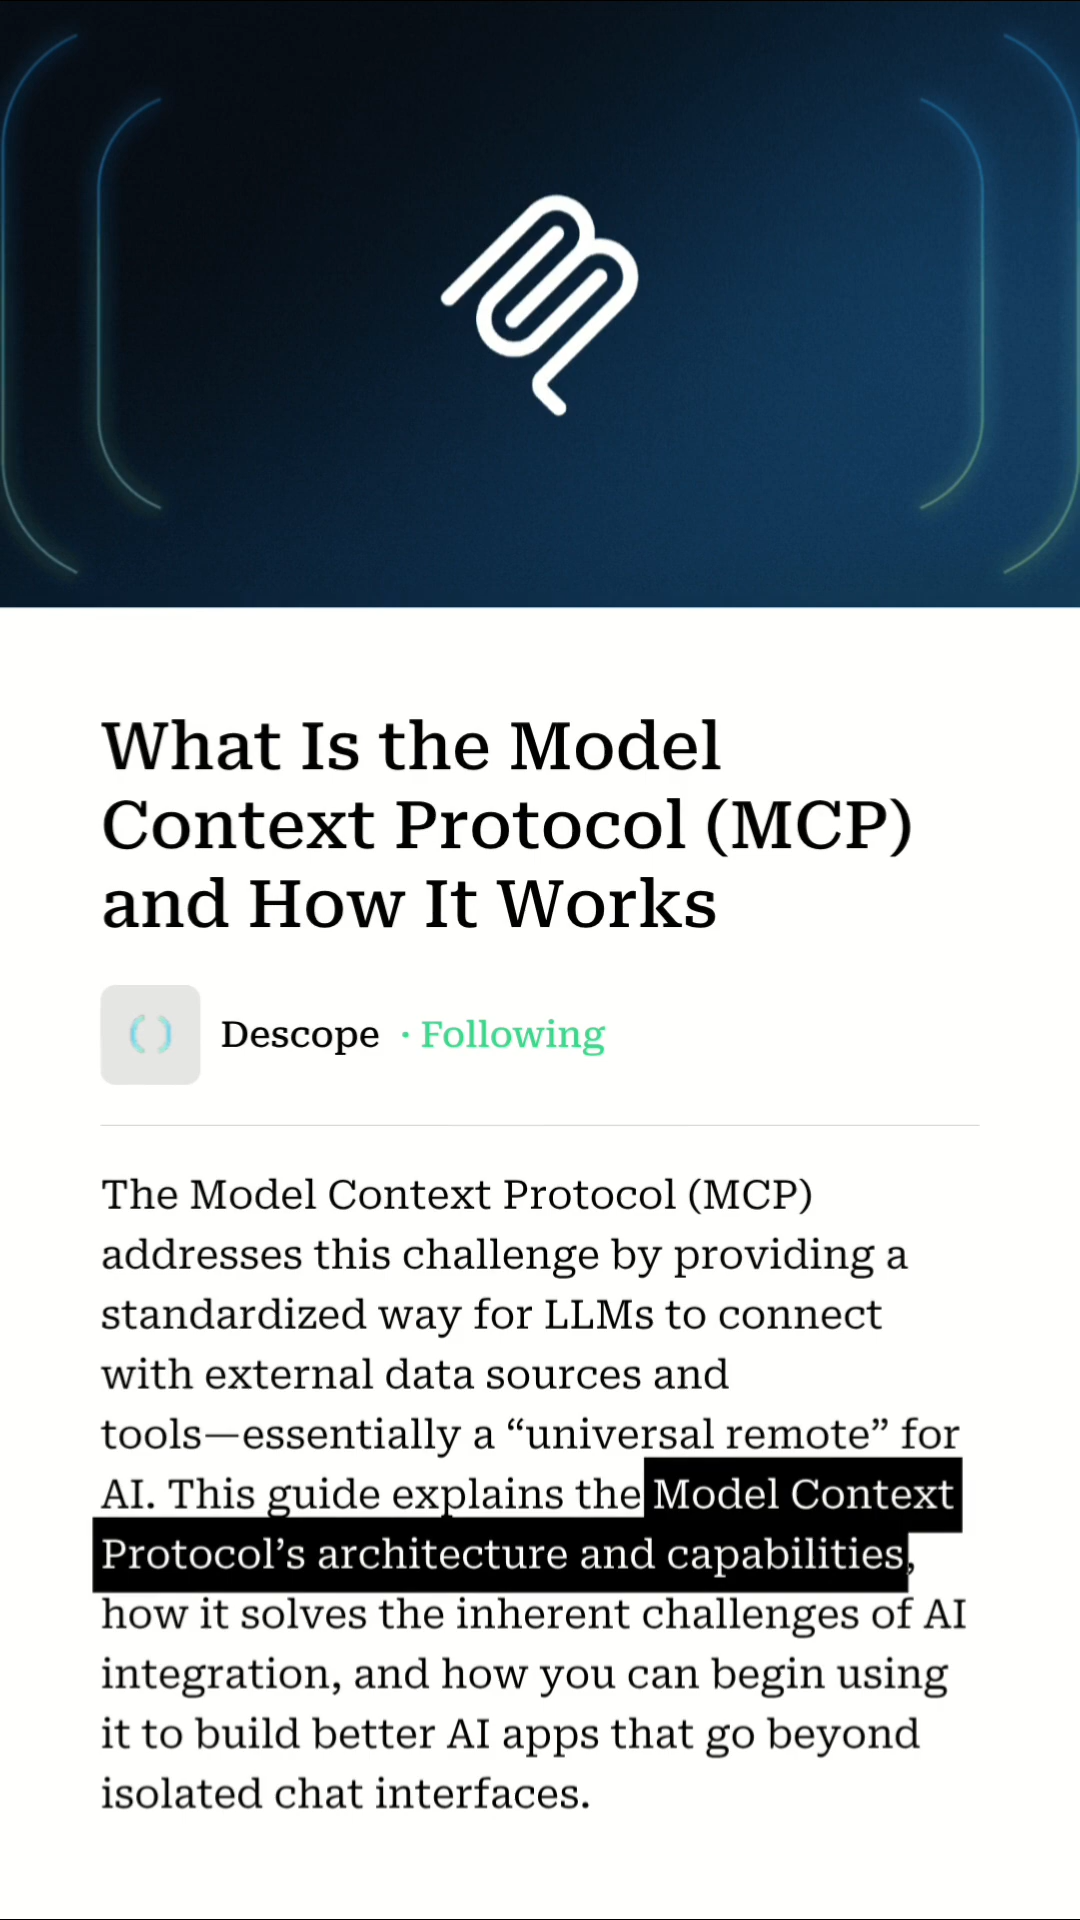 What Is the Model
Context Protocol (MCP)
and How It Works
Descope · Following
The Model Context Protocol (MCP)
addresses this challenge by providing a
standardized way for LLMs to connect
with external data sources and
tools—essentially a “universal remote” for
AI. This guide explains the Model Context
Protocol’s architecture and capabilities,
how it solves the inherent challenges of AI
integration, and how you can begin using
it to build better AI apps that go beyond
isolated chat interfaces.